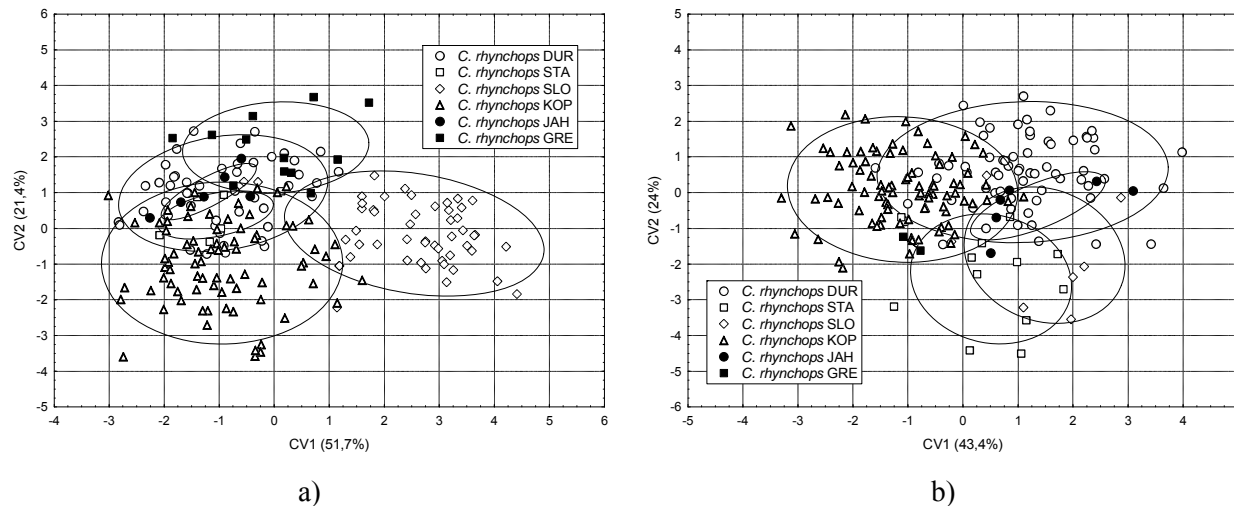 5
4
3
2
1
0
-1
-2
-3
-4
-5
CV2 (21,4%)
C. rhynchops DUR
C. rhynchops STA
C. rhynchops SLO
C. rhynchops KOP
C. rhynchops JAH
C. rhynchops GRE
-4 -3 -2 -1 0 1 2 3 4 5 6
CV1 (51,7%)
a)
5
4
3
2
1
0
-1
-2
-3
-4
-5
-6
CV2 (24%)
C. rhynchops DUR
C. rhynchops STA
C. rhynchops SLO
C. rhynchops KOP
C. rhynchops JAH
C. rhynchops GRE
-5 -4 -3 -2 -1 0 1 2 3 4 5
CV1 (43,4%)
b)